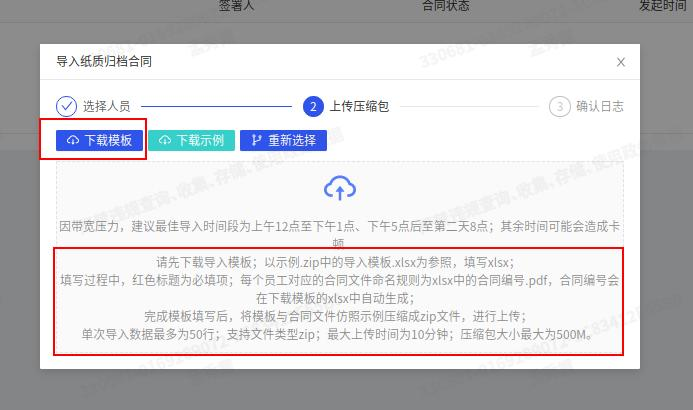 签署人 合同状态 发起时间
导入纸质归档合同 X
选择人员 2 上传压缩包 3 确认日志
下载模板 下载示例 重新选择
因带宽压力，建议最佳导入时间段为上午12点至下午1点、下午5点后至第二天8点；其余时间可能会造成卡
顿
请先下载导入模板；以示例.zip中的导入模板.xlsx为参照，填写xlsx；
填写过程中，红色标题为必填项；每个员工对应的合同文件命名规则为xlsx中的合同编号.pdf，合同编号会
在下载模板的xlsx中自动生成；
完成模板填写后，将模板与合同文件仿照示例压缩成zip文件，进行上传；
单次导入数据最多为50行；支持文件类型zip；最大上传时间为10分钟；压缩包大小最大为500M。